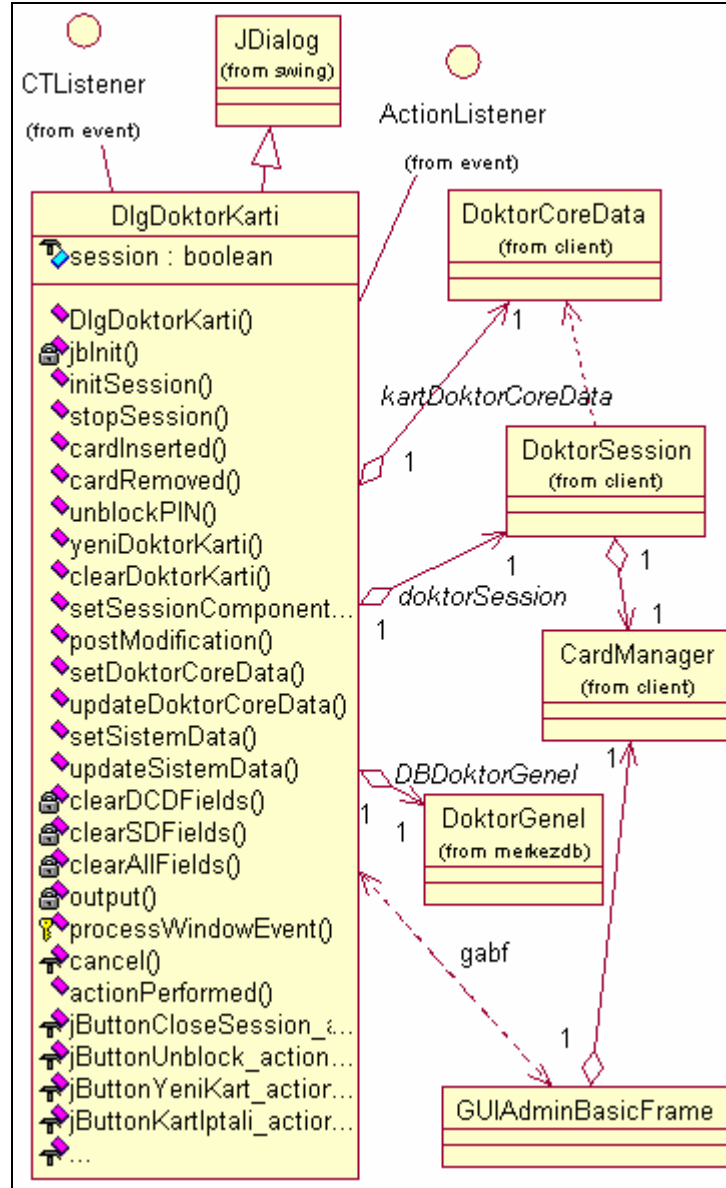 JDialog
(from swing)
CTListener
(from event)
ActionListener
(from event)
DlgDoktorKarti
session : boolean
DlgDoktorKarti()
jbInit()
initSession()
stopSession()
cardInserted()
cardRemoved()
unblockPIN()
yeniDoktorKarti()
clearDoktorKarti()
setSessionComponent...
postModification()
setDoktorCoreData()
updateDoktorCoreData()
setSistemData()
updateSistemData()
clearDCDFields()
clearSDFields()
clearAllFields()
output()
processWindowEvent()
cancel()
actionPerformed()
jButtonCloseSession_a...
jButtonUnblock_action...
jButtonYeniKart_actior...
jButtonKartIptali_actior...
...
DoktorCoreData
(from client)
1
kartDoktorCoreData
1
DoktorSession
(from client)
1
doktorSession
1
1
1
CardManager
(from client)
1
DBDoktorGenel
1
1
DoktorGenel
(from merkezdb)
gabf
1
GUIAdminBasicFrame